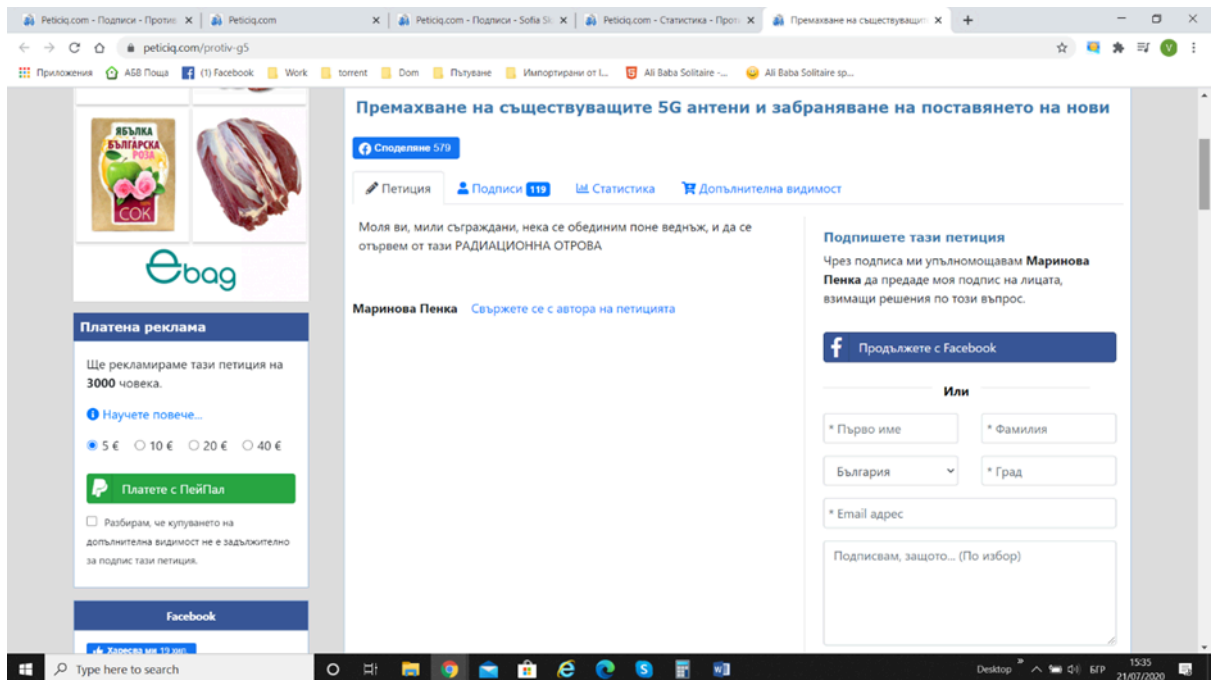 Peticiq.com - Подписи - Против
Peticiq.com
Peticiq.com - Подписи - Sofia Sk
Peticiq.com - Статистика - Прот
Премахване на съществуващит
peticiq.com/protiv-g5
V
Приложения
АБВ Поща
(1) Facebook
Work
torrent
Dom
Пътуване
Импортирани от I...
Ali Baba Solitaire -...
Ali Baba Solitaire sp...
ЯБЪЛКА
БЪЛГАРСКА
РОЗА
СОК
ebag
Платена реклама
Ще рекламираме тази петиция на
3000 човека.
Научете повече...
5 € 10 € 20 € 40 €
Платете с ПейПал
Разбирам, че купуването на
допълнителна видимост не е задължително
за подпис тази петиция.
Facebook
Харесва ми 19 хил.
Премахване на съществуващите 5G антени и забраняване на поставянето на нови
Споделяне 579
Петиция
Подписи 119
Статистика
Допълнителна видимост
Моля ви, мили съграждани, нека се обединим поне веднъж, и да се
отървем от тази РАДИАЦИОННА ОТРОВА
Маринова Пенка Свържете се с автора на петицията
Подпишете тази петиция
Чрез подписа ми упълномощавам Маринова
Пенка да предаде моя подпис на лицата,
взимащи решения по този въпрос.
Продължете с Facebook
Или
* Първо име
* Фамилия
България
* Град
* Email адрес
Подписвам, защото... (По избор)
Type here to search
Desktop
БГР
15:35
21/07/2020